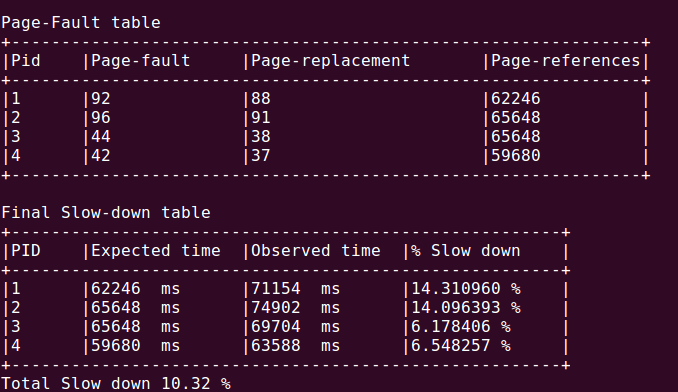 Page-Fault table
+---------------------------------------------------------------+
|Pid    |Page-fault     |Page-replacement       |Page-references|
+---------------------------------------------------------------+
|1      |92             |88                     |62246          |
|2      |96             |91                     |65648          |
|3      |44             |38                     |65648          |
|4      |42             |37                     |59680          |
+---------------------------------------------------------------+
Final Slow-down table
+-------------------------------------------------------+
|PID    |Expected time  |Observed time  |% Slow down    |
+-------------------------------------------------------+
|1      |62246  ms      |71154  ms      |14.310960 %    |
|2      |65648  ms      |74902  ms      |14.096393 %    |
|3      |65648  ms      |69704  ms      |6.178406 %     |
|4      |59680  ms      |63588  ms      |6.548257 %     |
+-------------------------------------------------------+
Total Slow down 10.32 %